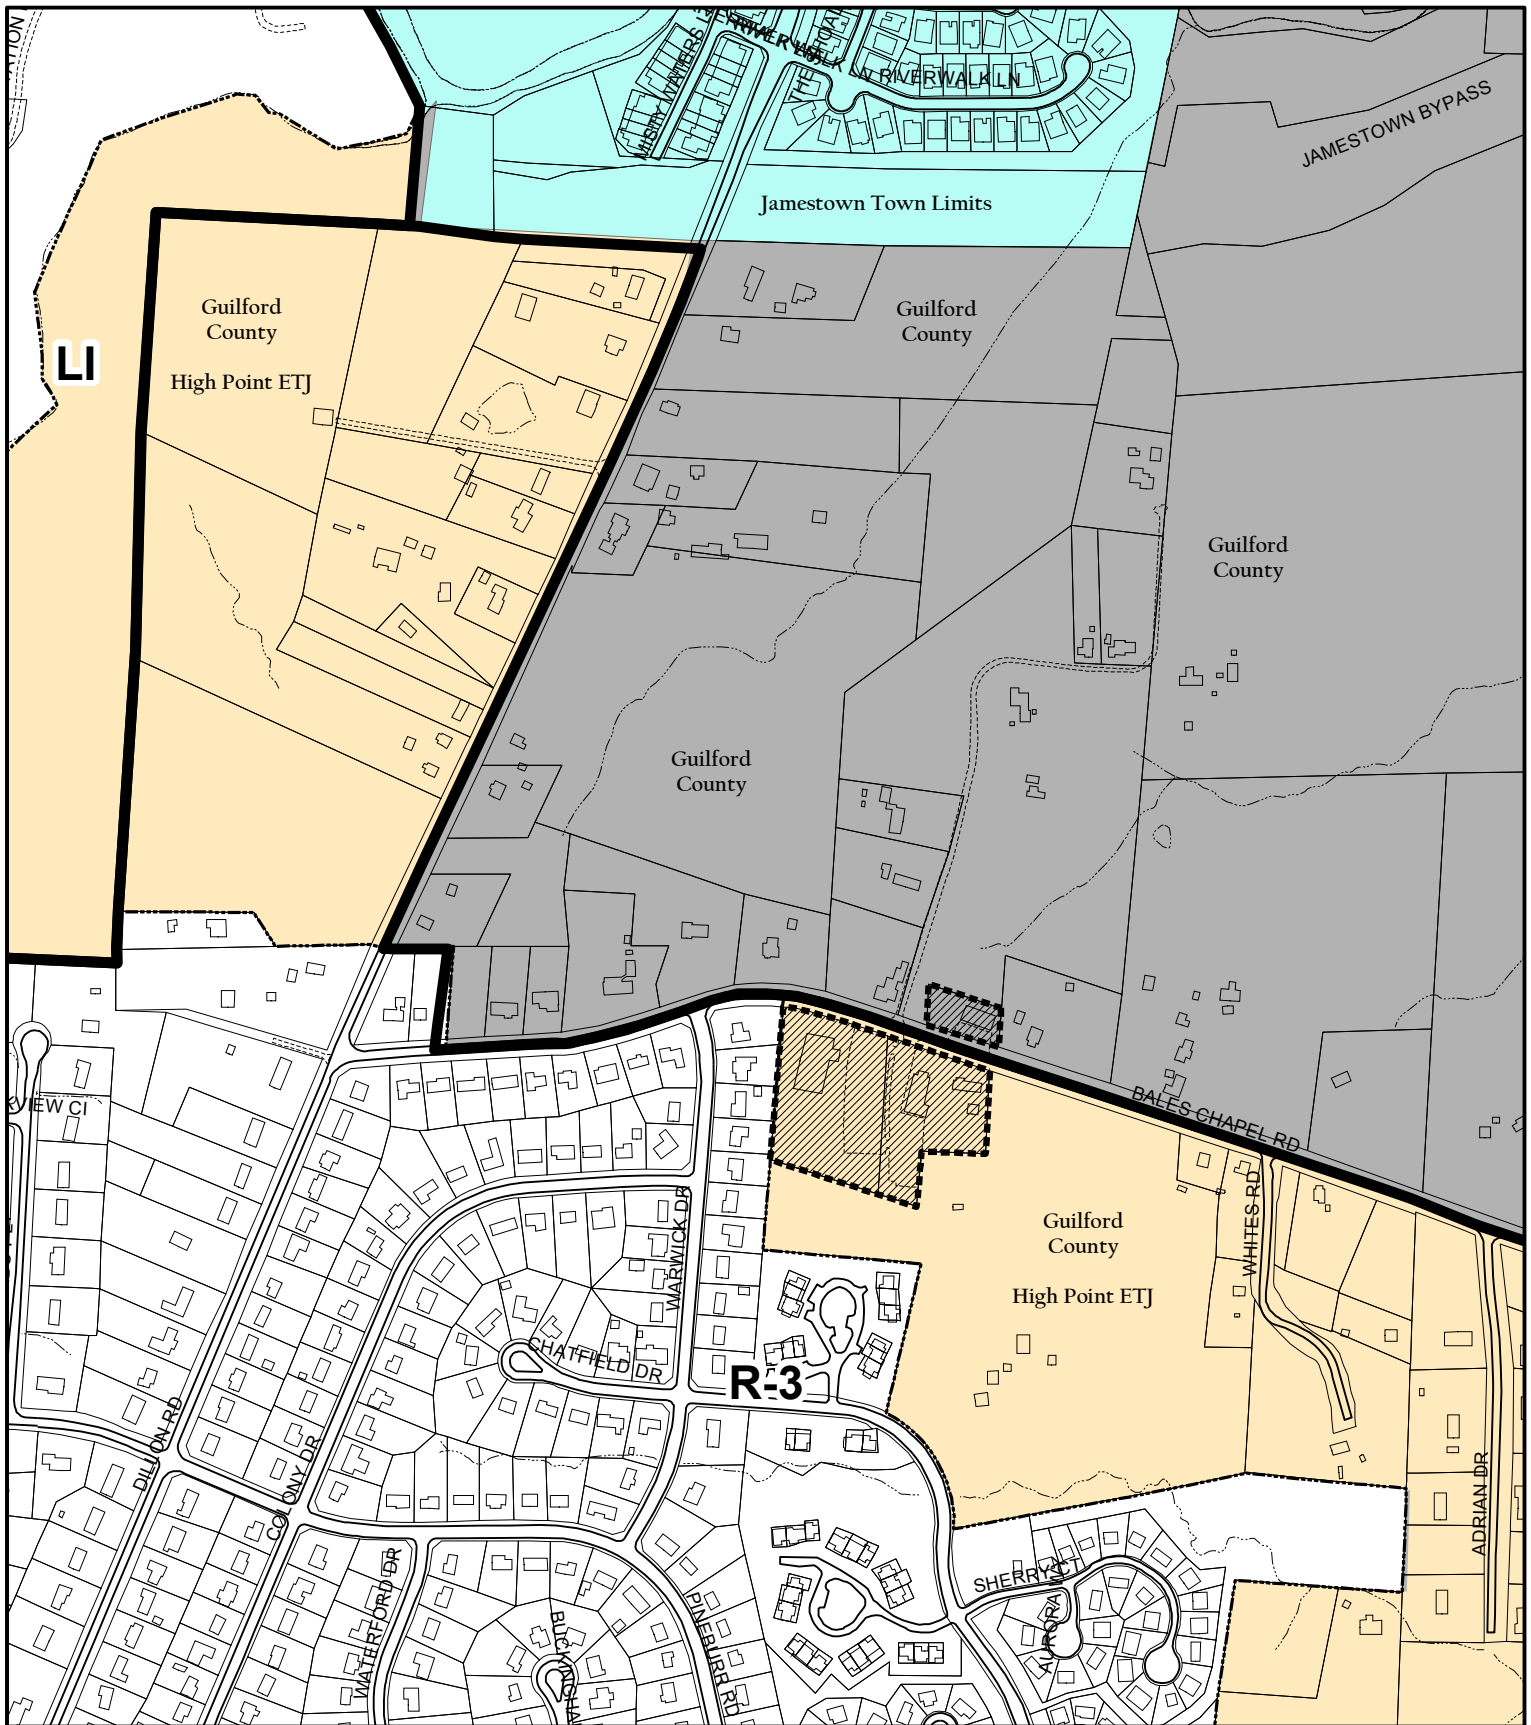 MISTY WATERS
RIVERWALK LN
JAMESTOWN BYPASS
Jamestown Town Limits
Guilford
County
High Point ETJ
LI
Guilford
County
Guilford
County
Guilford
County
BALES CHAPEL RD
WHITES RD
WARWICK DR
Guilford
County
High Point ETJ
CHATFIELD DR
R-3
DILLON RD
COLONY DR
ADRIAN DR
WATERFORD DR
PINEBURR RD
SHERRY CT